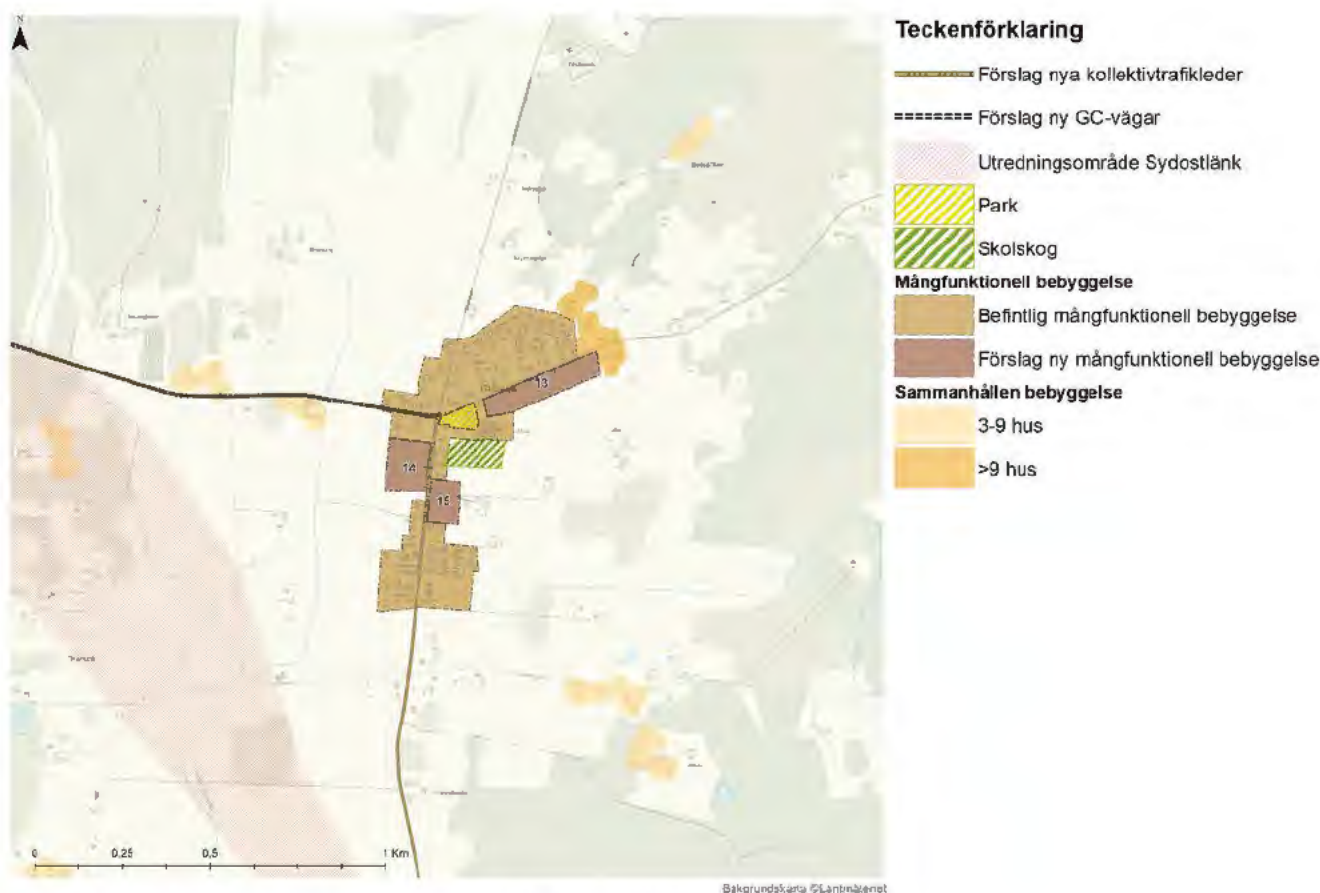 N
Teckenförklaring
Förslag nya kollektivtrafikleder
Förslag ny GC-vägar
Utredningsområde Sydostlänk
Park
Skolskog
Mångfunktionell bebyggelse
Befintlig mångfunktionell bebyggelse
Förslag ny mångfunktionell bebyggelse
Sammanhållen bebyggelse
3-9 hus
>9 hus
13
14
15
0 0,25 0,5 1 Km
Bakgrundskarta ©Lantmäteriet